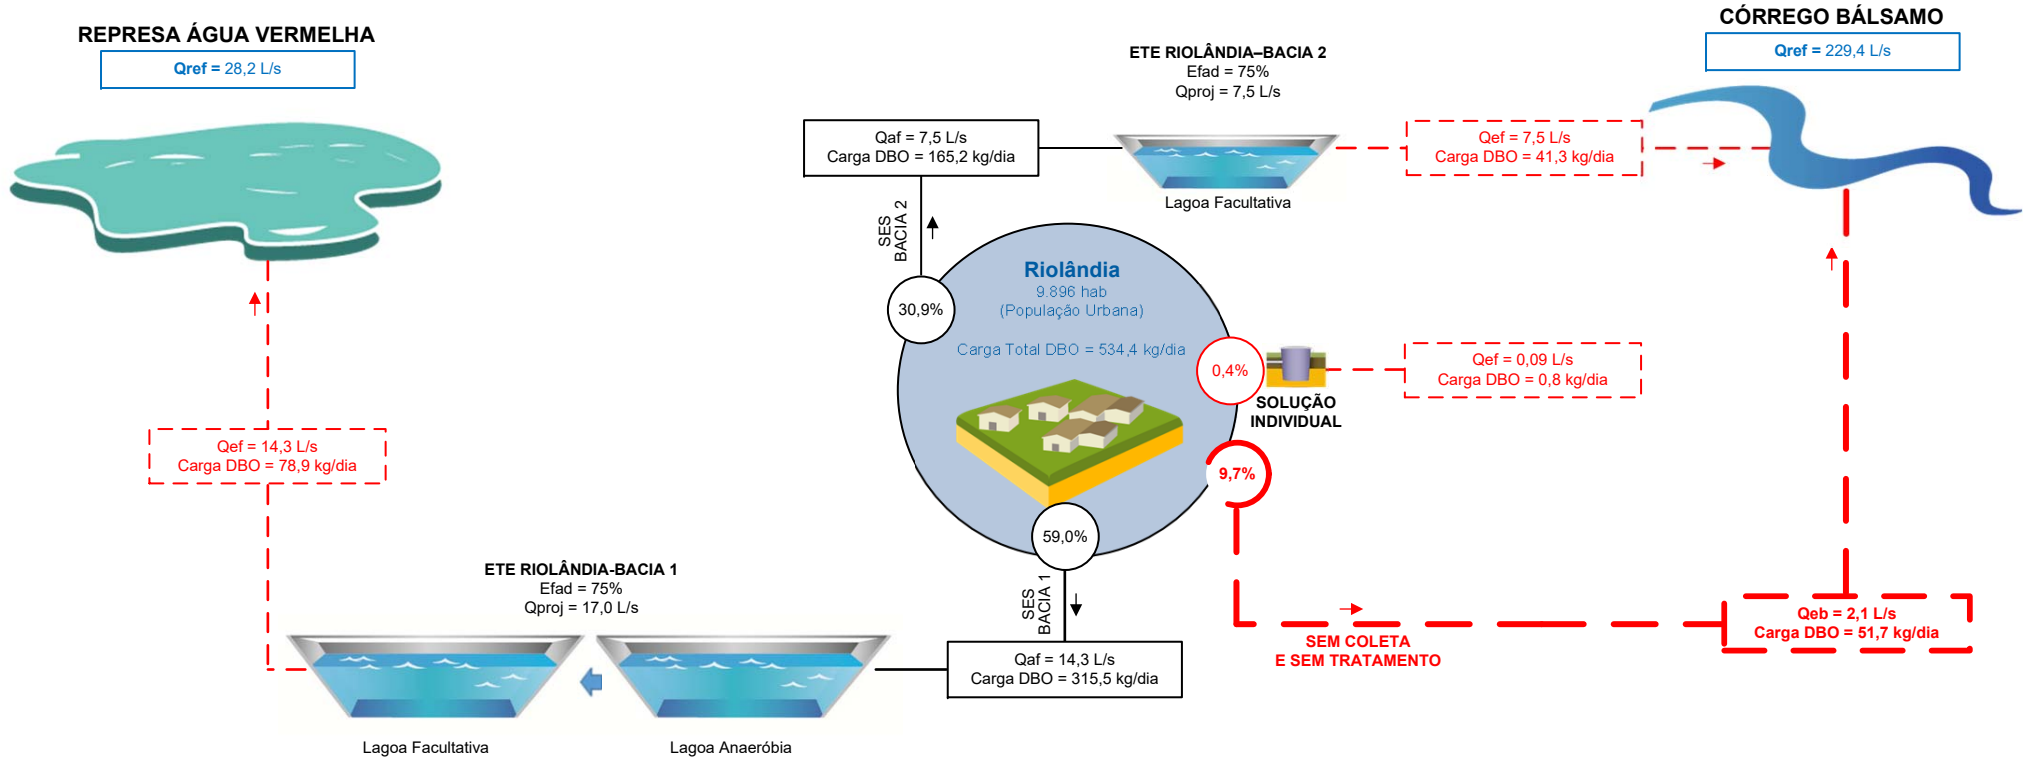 REPRESA ÁGUA VERMELHA
Qref = 28,2 L/s
CÓRREGO BÁLSAMO
Qref = 229,4 L/s
ETE RIOLÂNDIA–BACIA 2
Efad = 75%
Qproj = 7,5 L/s
Qaf = 7,5 L/s
Carga DBO = 165,2 kg/dia
Lagoa Facultativa
Qef = 7,5 L/s
Carga DBO = 41,3 kg/dia
SES
BACIA 2
30,9%
Riolândia
9.896 hab
(População Urbana)
Carga Total DBO = 534,4 kg/dia
0,4%
SOLUÇÃO
INDIVIDUAL
Qef = 0,09 L/s
Carga DBO = 0,8 kg/dia
9,7%
59,0%
SES
BACIA 1
Qef = 14,3 L/s
Carga DBO = 78,9 kg/dia
ETE RIOLÂNDIA-BACIA 1
Efad = 75%
Qproj = 17,0 L/s
Qaf = 14,3 L/s
Carga DBO = 315,5 kg/dia
SEM COLETA
E SEM TRATAMENTO
Qeb = 2,1 L/s
Carga DBO = 51,7 kg/dia
Lagoa Facultativa
Lagoa Anaeróbia